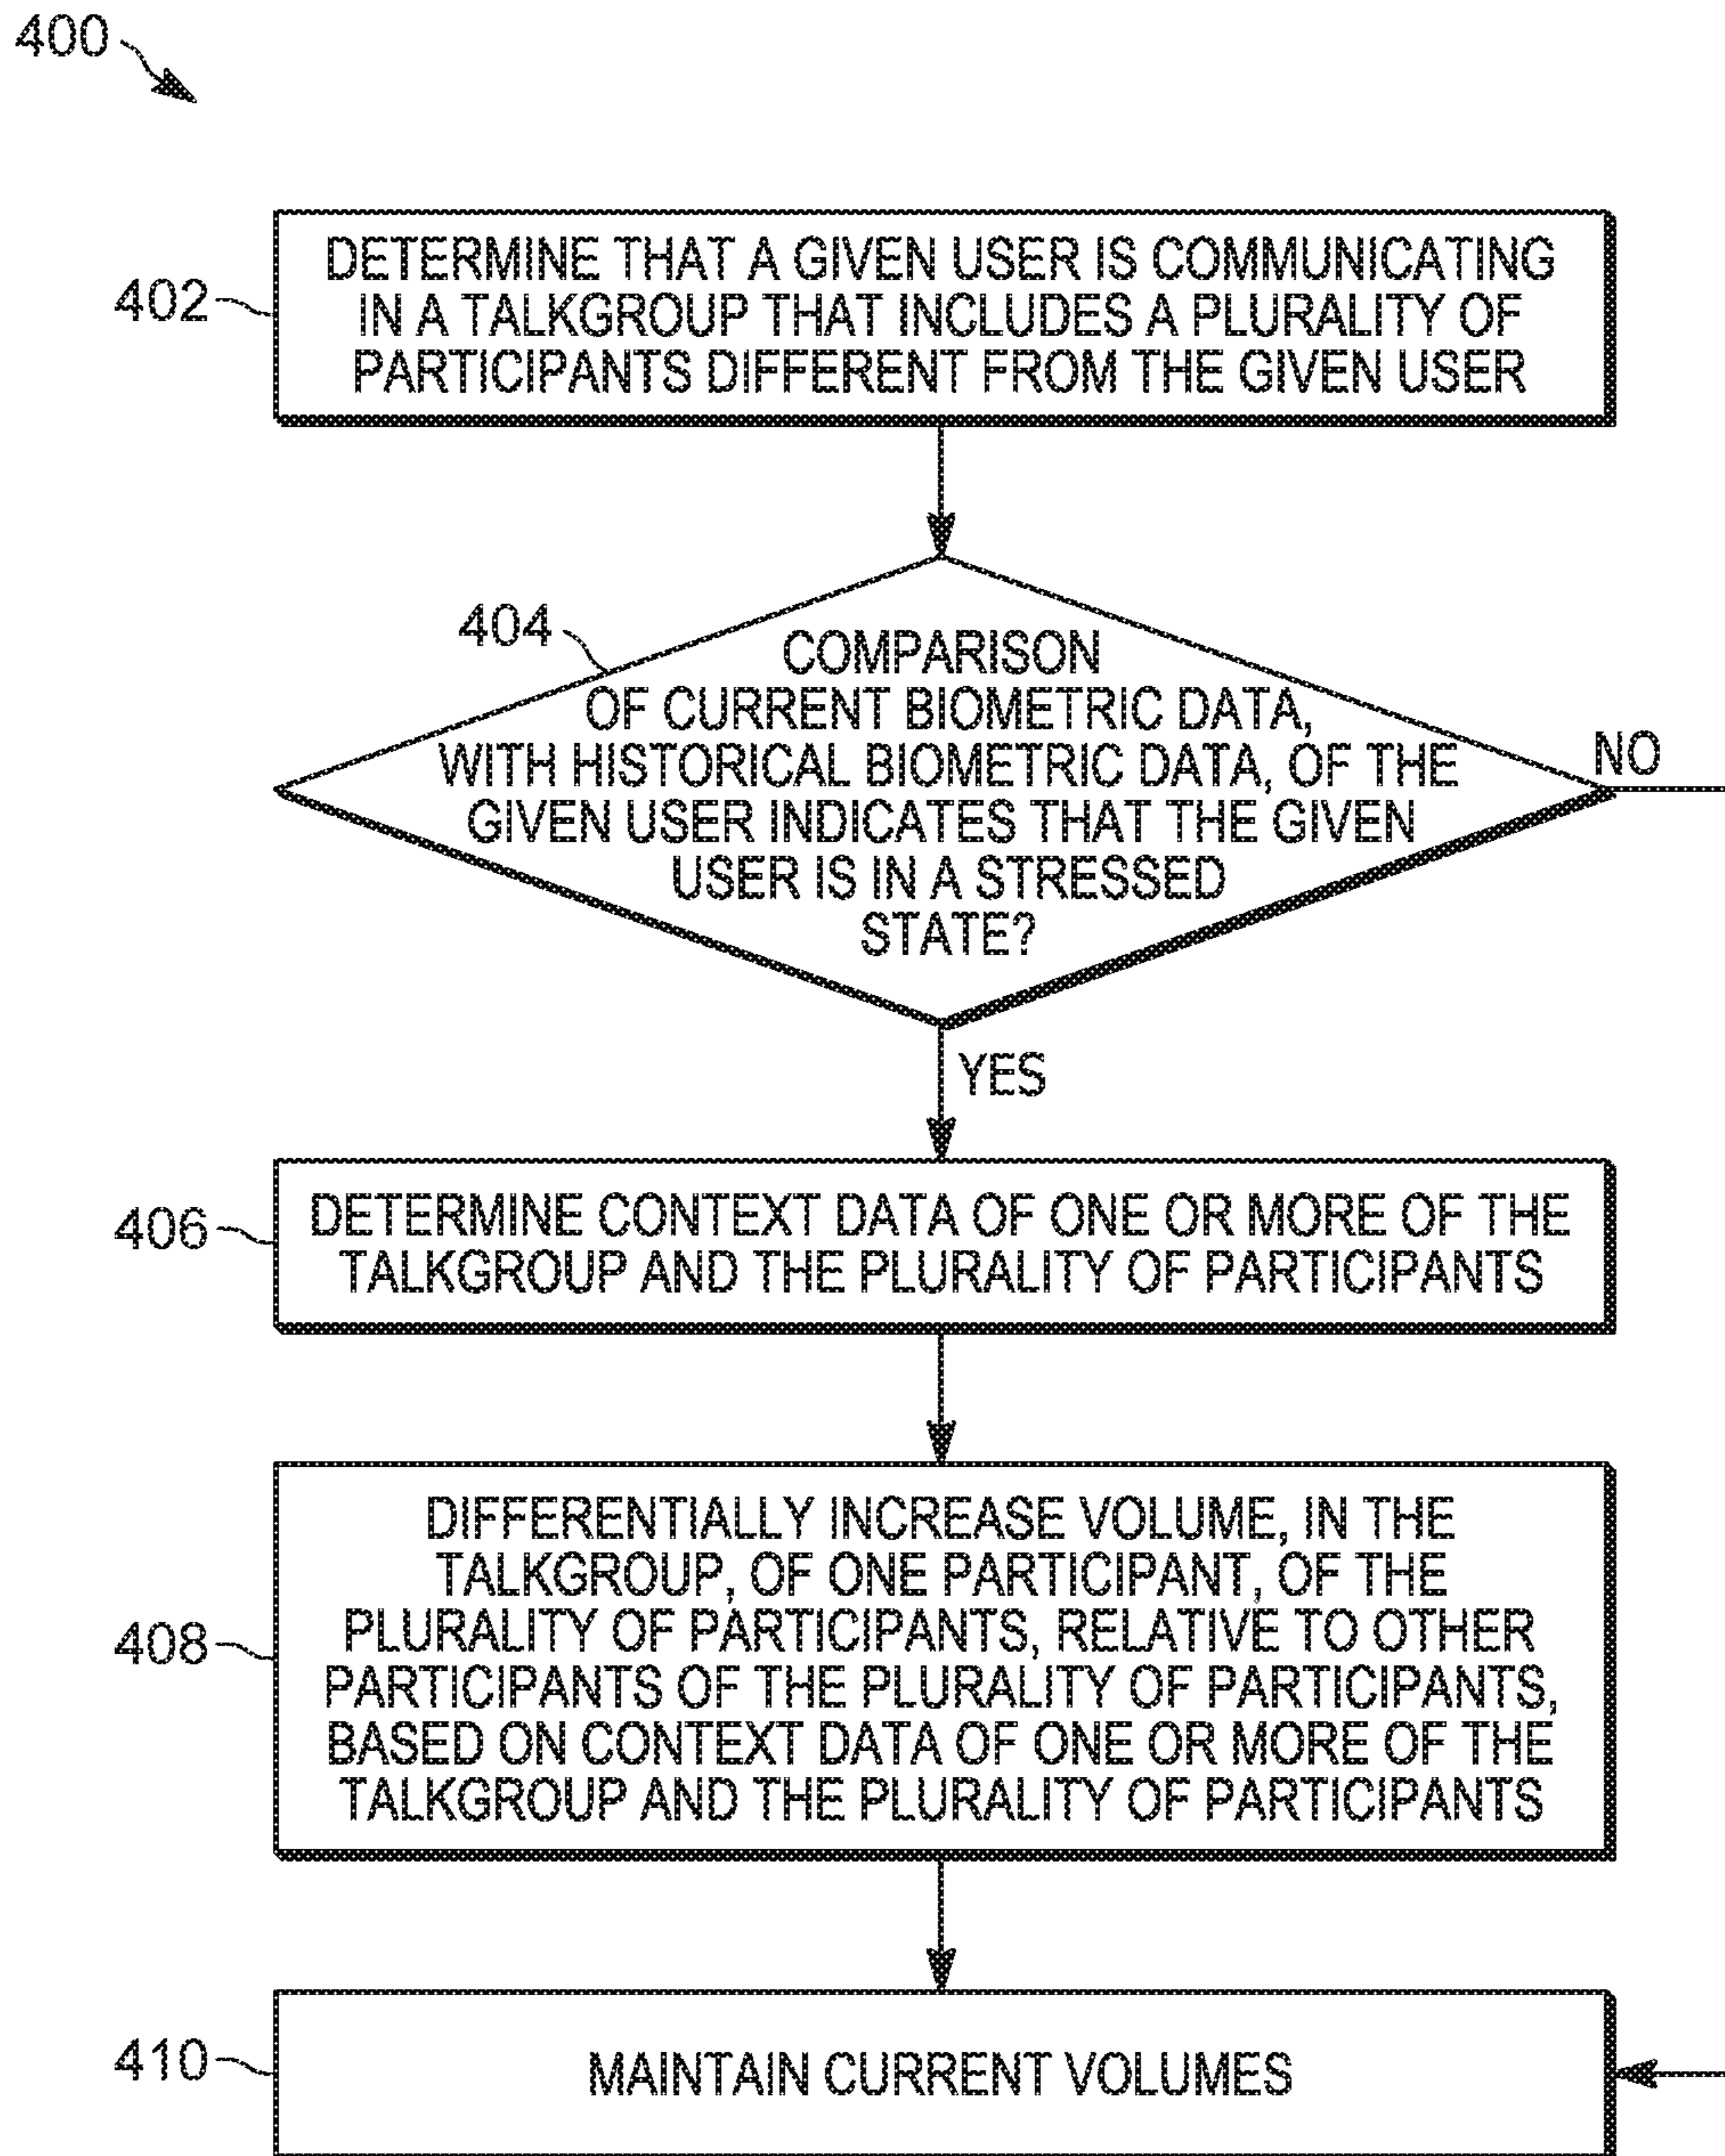 400
402
DETERMINE THAT A GIVEN USER IS COMMUNICATING
IN A TALKGROUP THAT INCLUDES A PLURALITY OF
PARTICIPANTS DIFFERENT FROM THE GIVEN USER
404
COMPARISON
OF CURRENT BIOMETRIC DATA,
WITH HISTORICAL BIOMETRIC DATA, OF THE
GIVEN USER INDICATES THAT THE GIVEN
USER IS IN A STRESSED
STATE?
NO
YES
406
DETERMINE CONTEXT DATA OF ONE OR MORE OF THE
TALKGROUP AND THE PLURALITY OF PARTICIPANTS
408
DIFFERENTIALLY INCREASE VOLUME, IN THE
TALKGROUP, OF ONE PARTICIPANT, OF THE
PLURALITY OF PARTICIPANTS, RELATIVE TO OTHER
PARTICIPANTS OF THE PLURALITY OF PARTICIPANTS,
BASED ON CONTEXT DATA OF ONE OR MORE OF THE
TALKGROUP AND THE PLURALITY OF PARTICIPANTS
410
MAINTAIN CURRENT VOLUMES